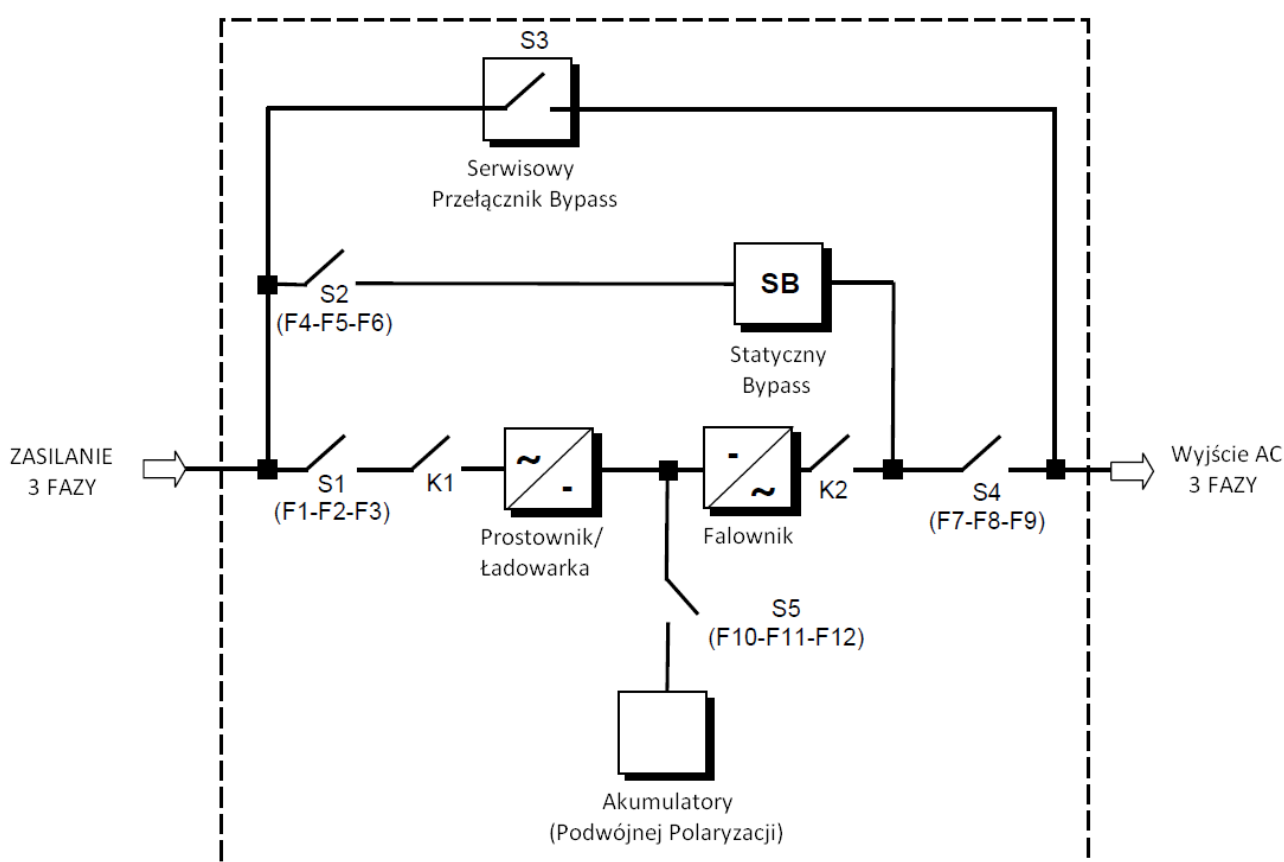 S3
Serwisowy
Przełącznik Bypass
S2
(F4-F5-F6)
SB
Statyczny
Bypass
ZASILANIE
3 FAZY
S1
(F1-F2-F3)
K1
~
-
Prostownik/
Ładowarka
-
~
Falownik
K2
S4
(F7-F8-F9)
Wyjście AC
3 FAZY
S5
(F10-F11-F12)
Akumulatory
(Podwójnej Polaryzacji)